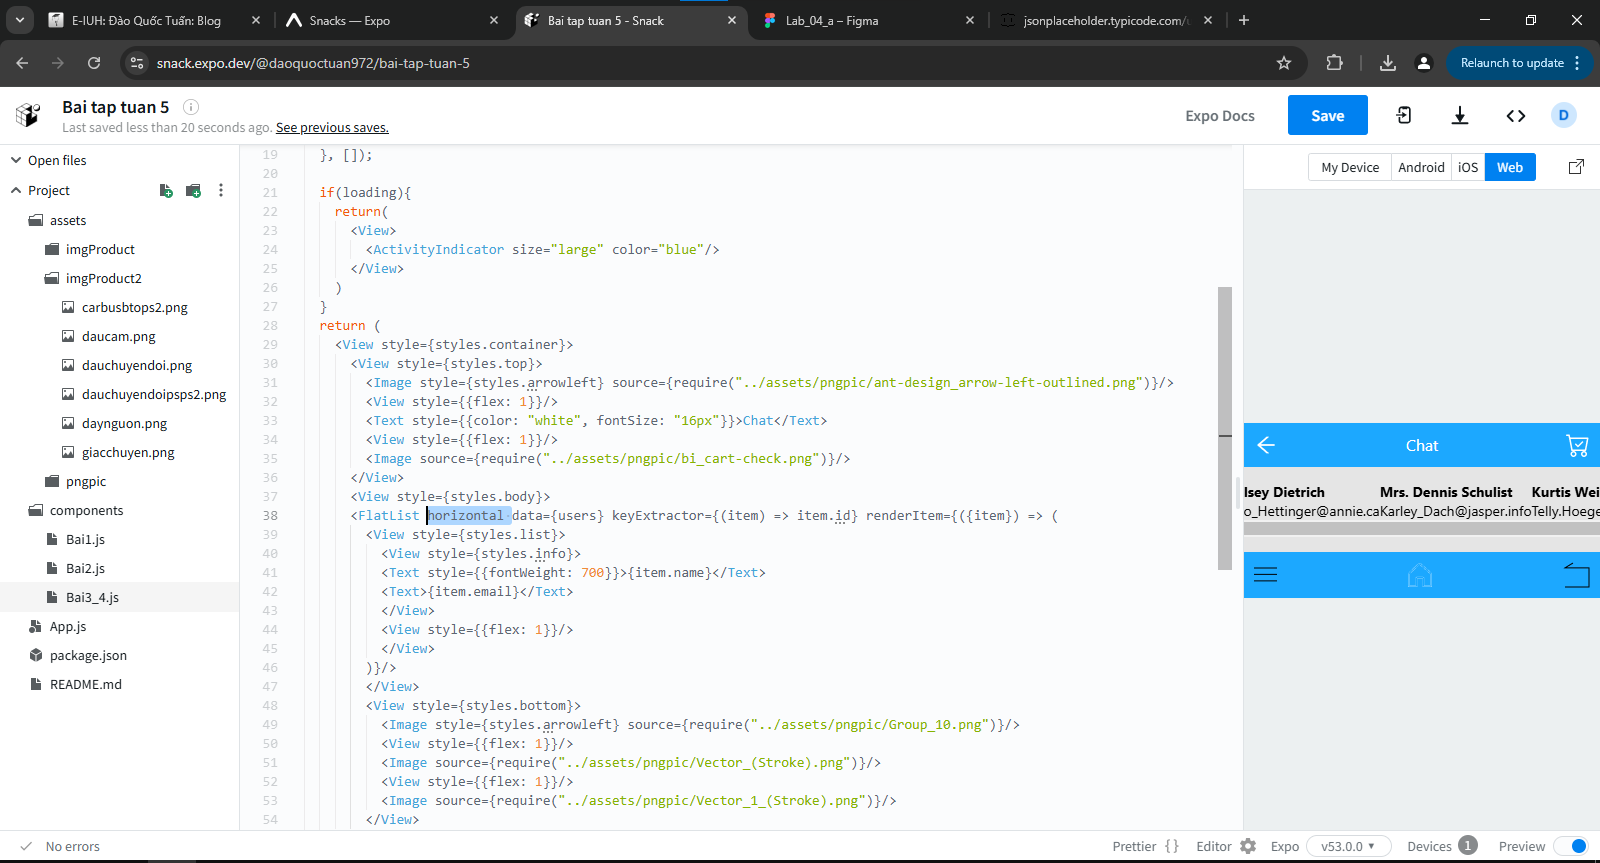 E-IUH: Đào Quốc Tuấn: Blog
Snacks — Expo
Bai tap tuan 5 - Snack
Lab_04_a – Figma
jsonplaceholder.typicode.com/u
snack.expo.dev/@daoquoctuan972/bai-tap-tuan-5
Relaunch to update
Bai tap tuan 5
Last saved less than 20 seconds ago. See previous saves.
Expo Docs
Save
D
Open files
Project
assets
imgProduct
imgProduct2
carbusbtops2.png
daucam.png
dauchuyendoi.png
dauchuyendoipsps2.png
daynguon.png
giacchuyen.png
pngpic
components
Bai1.js
Bai2.js
Bai3_4.js
App.js
package.json
README.md
19 }, []);
20
21 if(loading){
22 return(
23 <View>
24 <ActivityIndicator size="large" color="blue"/>
25 </View>
26 )
27 }
28 return (
29 <View style={styles.container}>
30 <View style={styles.top}>
31 <Image style={styles.arrowleft} source={require("../assets/pngpic/ant-design_arrow-left-outlined.png")}/>
32 <View style={{flex: 1}}/>
33 <Text style={{color: "white", fontSize: "16px"}}>Chat</Text>
34 <View style={{flex: 1}}/>
35 <Image source={require("../assets/pngpic/bi_cart-check.png")}/>
36 </View>
37 <View style={styles.body}>
38 <FlatList horizontal data={users} keyExtractor={(item) => item.id} renderItem={({item}) => (
39 <View style={styles.list}>
40 <View style={styles.info}>
41 <Text style={{fontWeight: 700}}>{item.name}</Text>
42 <Text>{item.email}</Text>
43 </View>
44 <View style={{flex: 1}}/>
45 </View>
46 )}/>
47 </View>
48 <View style={styles.bottom}>
49 <Image style={styles.arrowleft} source={require("../assets/pngpic/Group_10.png")}/>
50 <View style={{flex: 1}}/>
51 <Image source={require("../assets/pngpic/Vector_(Stroke).png")}/>
52 <View style={{flex: 1}}/>
53 <Image source={require("../assets/pngpic/Vector_1_(Stroke).png")}/>
54 </View>
My Device
Android
iOS
Web
Chat
lsey Dietrich Mrs. Dennis Schulist Kurtis Wei
o_Hettinger@annie.caKarley_Dach@jasper.infoTelly.Hoege
No errors
Prettier { }
Editor
Expo
v53.0.0
Devices 1
Preview